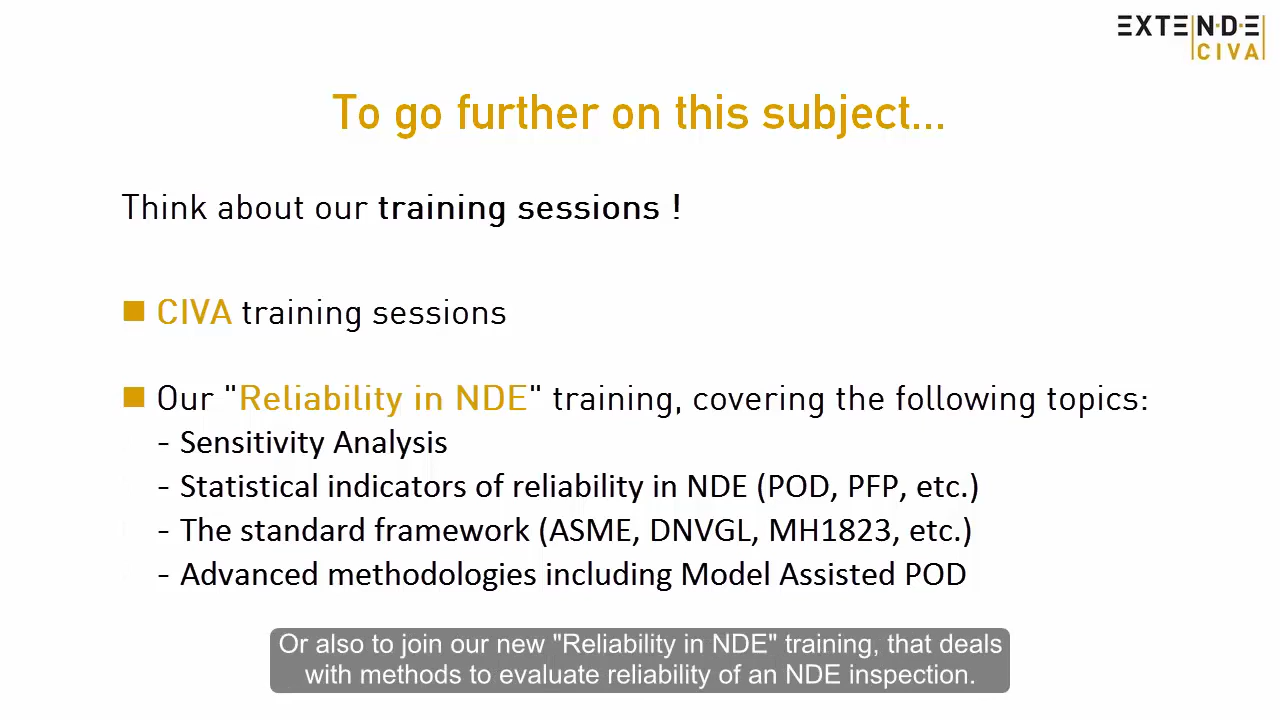 EXTENDE
CIVA
To go further on this subject...
Think about our training sessions !
CIVA training sessions
Our "Reliability in NDE" training, covering the following topics:
- Sensitivity Analysis
- Statistical indicators of reliability in NDE (POD, PFP, etc.)
- The standard framework (ASME, DNVGL, MH1823, etc.)
- Advanced methodologies including Model Assisted POD
Or also to join our new "Reliability in NDE" training, that deals
with methods to evaluate reliability of an NDE inspection.